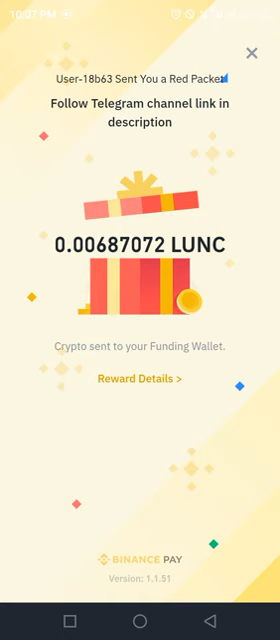 10:07 PM
User-18b63 Sent You a Red Packet
Follow Telegram channel link in
description
0.00687072 LUNC
Crypto sent to your Funding Wallet.
Reward Details >
BINANCE PAY
Version: 1.1.51